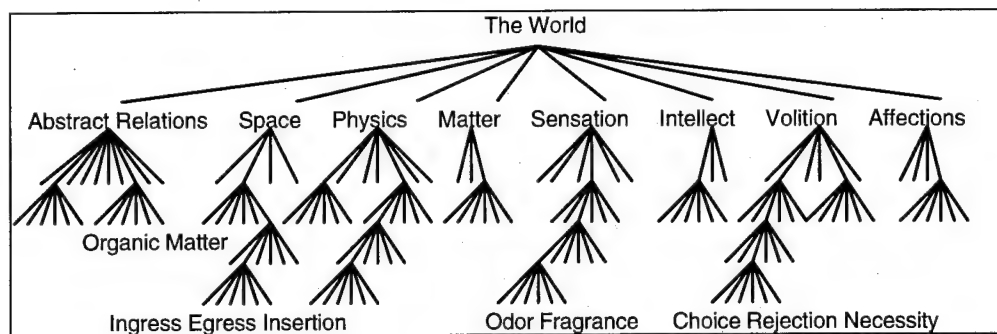 The World
Abstract Relations Space Physics Matter Sensation Intellect Volition Affections
Organic Matter
Ingress Egress Insertion Odor Fragrance Choice Rejection Necessity